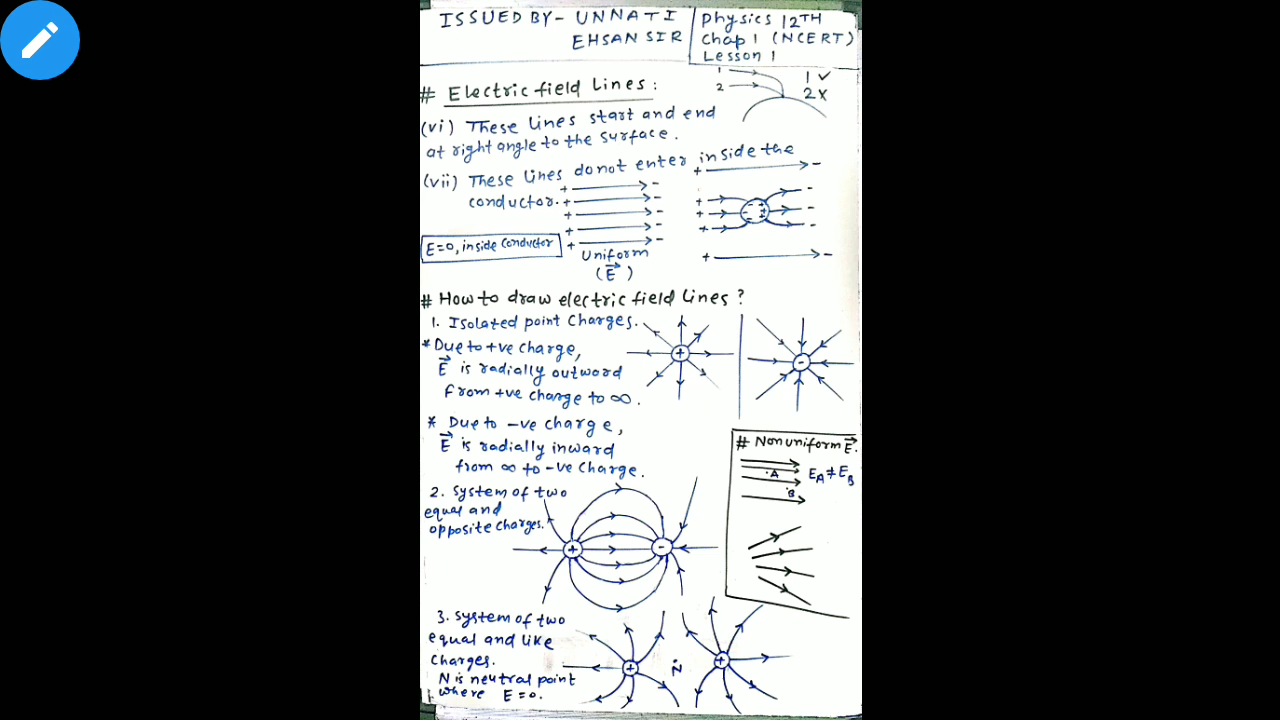 ISSUED BY- UNNATI
EHSAN SIR
Physics 12TH
Chap 1 (NCERT)
Lesson 1
# Electric field Lines:
1
2
1 ✓
2 x
(vi) These Lines start and end
at right angle to the surface.
(vii) These Lines do not enter inside the
conductor.
E=0, inside conductor
Uniform
(E⃗)
# How to draw electric field Lines ?
1. Isolated point Charges.
* Due to +ve charge,
E⃗ is radially outward
from +ve charge to ∞.
* Due to -ve charge,
E⃗ is radially inward
from ∞ to -ve Charge.
# Nonuniform E⃗.
.A
.B
E_A ≠ E_B
2. System of two
equal and
opposite charges.
3. System of two
equal and like
charges.
N is neutral point
where E=0.
N